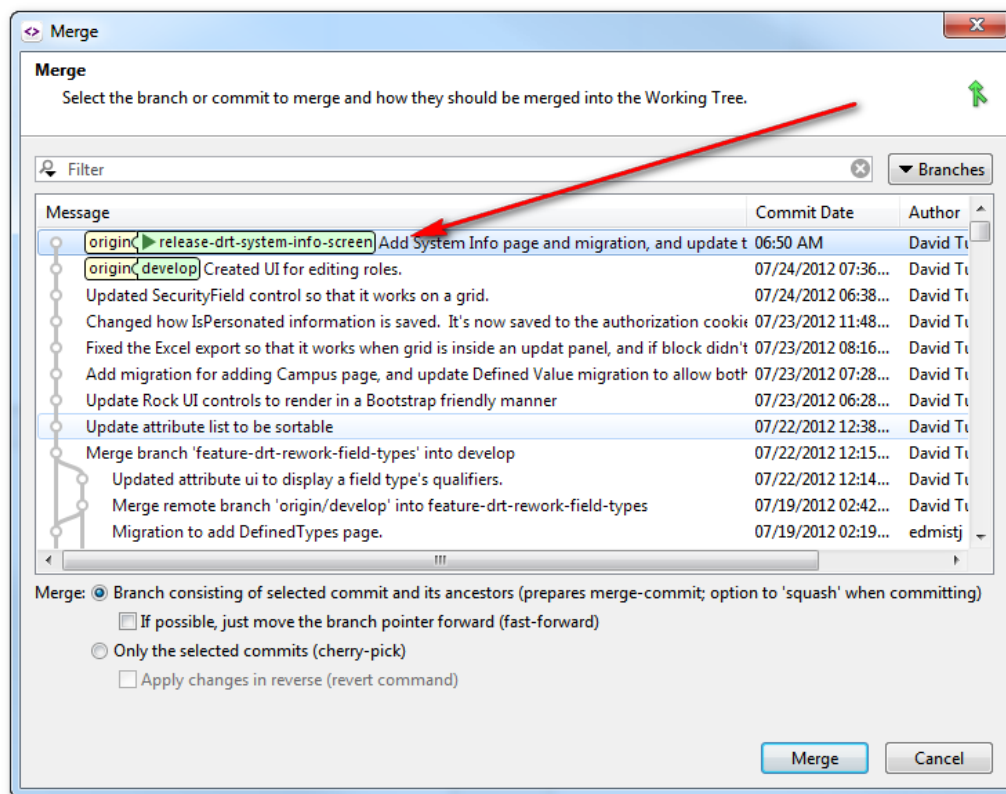 Merge
Merge
Select the branch or commit to merge and how they should be merged into the Working Tree.
Filter
Branches
Message Commit Date Author
origin release-drt-system-info-screen Add System Info page and migration, and update t 06:50 AM David Tu
origin develop Created UI for editing roles. 07/24/2012 07:36... David Tu
Updated SecurityField control so that it works on a grid. 07/24/2012 06:38... David Tu
Changed how IsPersonated information is saved. It's now saved to the authorization cookie 07/23/2012 11:48... David Tu
Fixed the Excel export so that it works when grid is inside an updat panel, and if block didn't 07/23/2012 08:16... David Tu
Add migration for adding Campus page, and update Defined Value migration to allow both 07/23/2012 07:28... David Tu
Update Rock UI controls to render in a Bootstrap friendly manner 07/23/2012 06:28... David Tu
Update attribute list to be sortable 07/22/2012 12:38... David Tu
Merge branch 'feature-drt-rework-field-types' into develop 07/22/2012 12:15... David Tu
Updated attribute ui to display a field type's qualifiers. 07/22/2012 12:14... David Tu
Merge remote branch 'origin/develop' into feature-drt-rework-field-types 07/19/2012 02:42... David Tu
Migration to add DefinedTypes page. 07/19/2012 02:19... edmistj
Merge: Branch consisting of selected commit and its ancestors (prepares merge-commit; option to 'squash' when committing)
If possible, just move the branch pointer forward (fast-forward)
Only the selected commits (cherry-pick)
Apply changes in reverse (revert command)
Merge Cancel